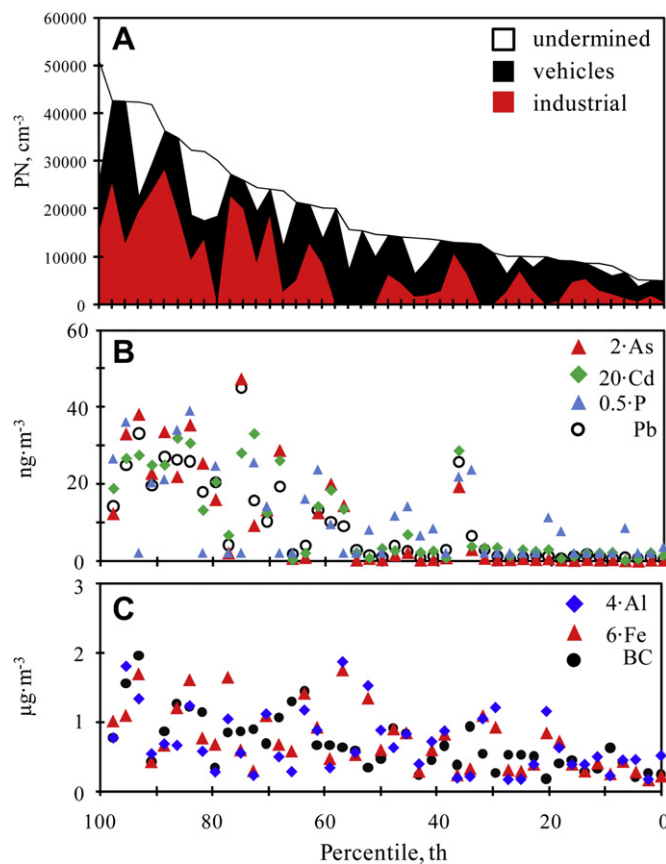 A
undermined
vehicles
industrial
PN, cm-3
60000
50000
40000
30000
20000
10000
0
B
2·As
20·Cd
0.5·P
Pb
ng·m-3
60
40
20
0
C
4·Al
6·Fe
BC
µg·m-3
3
2
1
0
100 80 60 40 20 0
Percentile, th